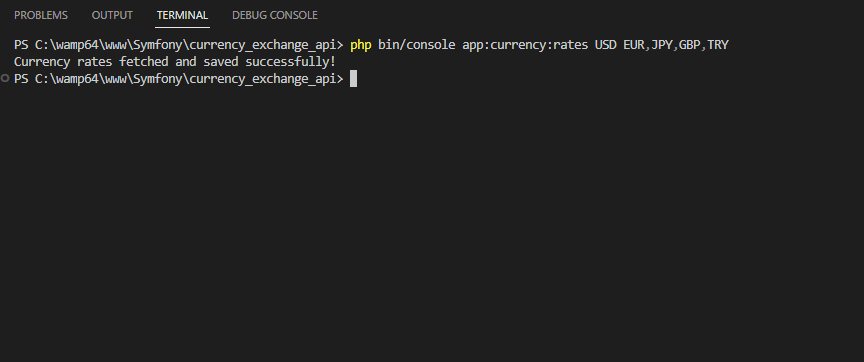 PROBLEMS OUTPUT TERMINAL DEBUG CONSOLE
PS C:\wamp64\www\Symfony\currency_exchange_api> php bin/console app:currency:rates USD EUR,JPY,GBP,TRY
Currency rates fetched and saved successfully!
PS C:\wamp64\www\Symfony\currency_exchange_api>